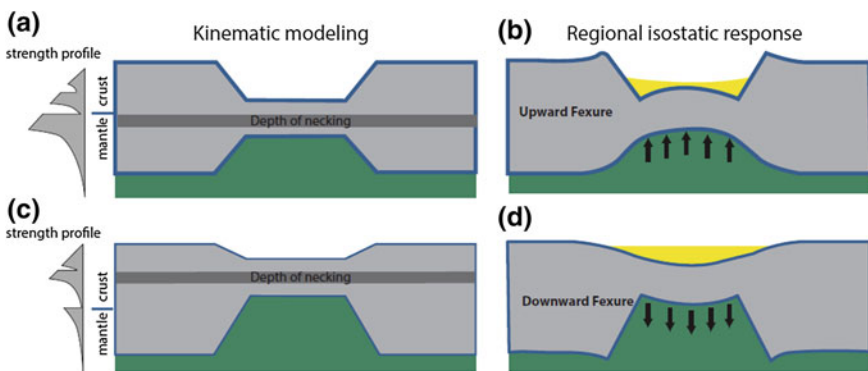 (a)
Kinematic modeling
(b)
Regional isostatic response
strength profile
crust
mantle
Depth of necking
Upward Fexure
(c)
(d)
strength profile
crust
mantle
Depth of necking
Downward Fexure